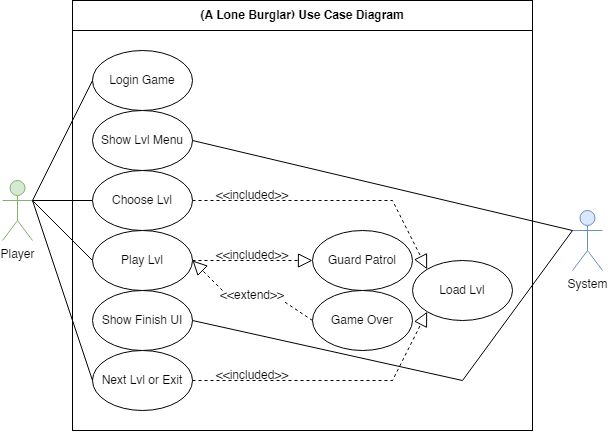 (A Lone Burglar) Use Case Diagram
Login Game
Show Lvl Menu
Choose Lvl
<<included>>
Player
Play Lvl
<<included>>
Guard Patrol
Load Lvl
System
<<extend>>
Show Finish UI
Game Over
Next Lvl or Exit
<<included>>